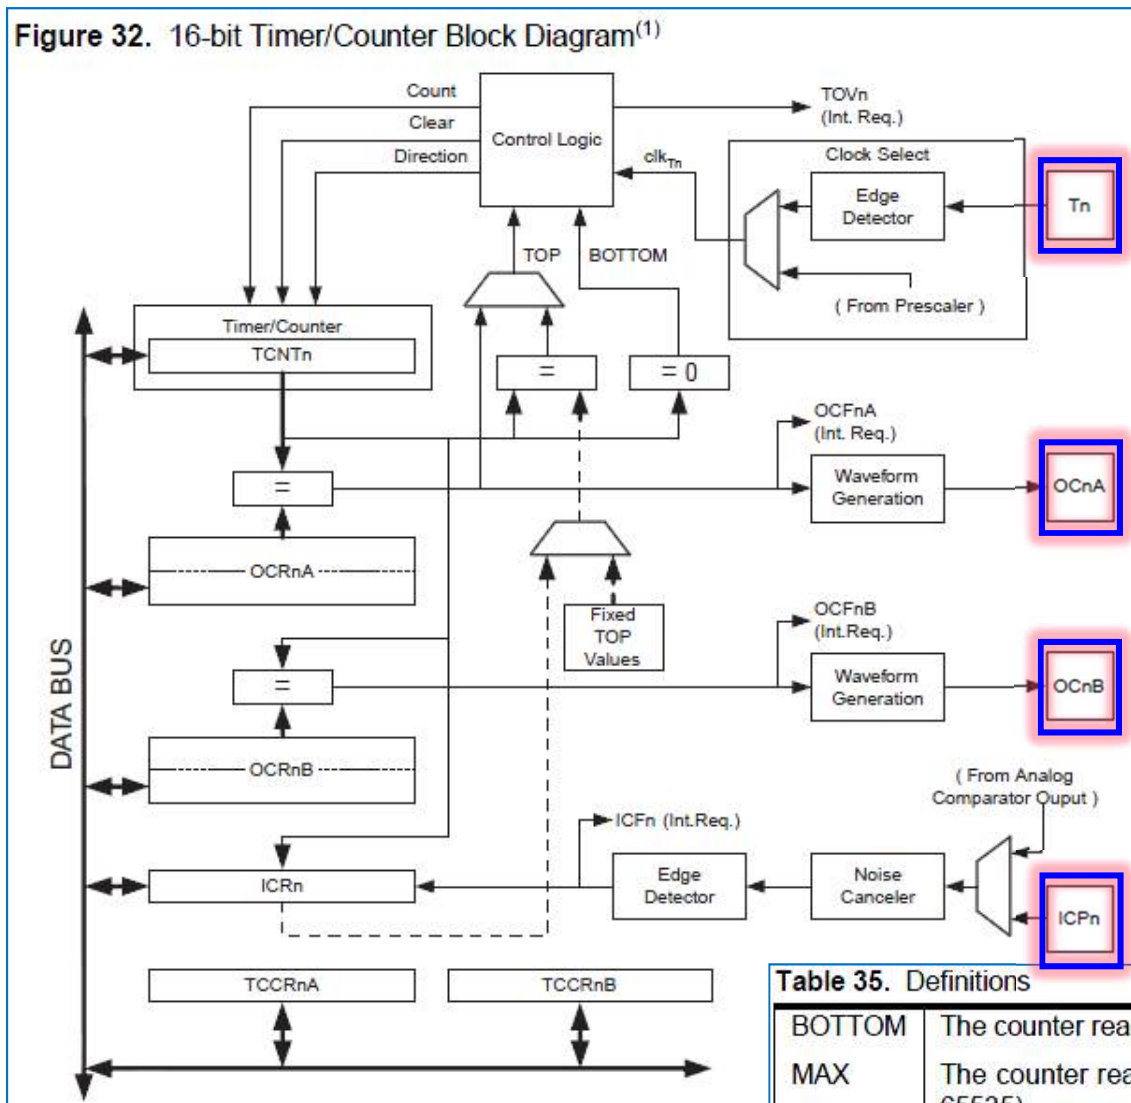 Figure 32. 16-bit Timer/Counter Block Diagram(1)
Count
Clear
Direction
Control Logic
TOVn
(Int. Req.)
clkTn
Clock Select
Edge
Detector
Tn
( From Prescaler )
TOP
BOTTOM
Timer/Counter
TCNTn
=
= 0
OCFnA
(Int. Req.)
=
Waveform
Generation
OCnA
OCRnA
Fixed
TOP
Values
OCFnB
(Int.Req.)
=
Waveform
Generation
OCnB
DATA BUS
OCRnB
( From Analog
Comparator Ouput )
ICFn (Int.Req.)
ICRn
Edge
Detector
Noise
Canceler
ICPn
TCCRnA
TCCRnB
Table 35. Definitions
BOTTOM The counter rea
MAX The counter rea